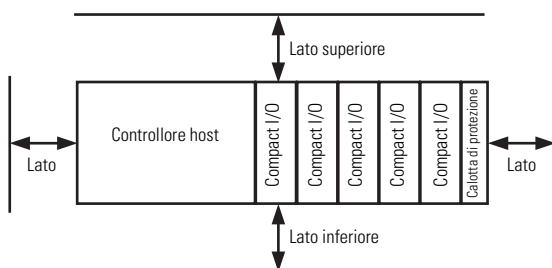 Lato superiore
Controllore host
Compact I/O
Compact I/O
Compact I/O
Compact I/O
Compact I/O
Calotta di protezione
Lato
Lato
Lato inferiore